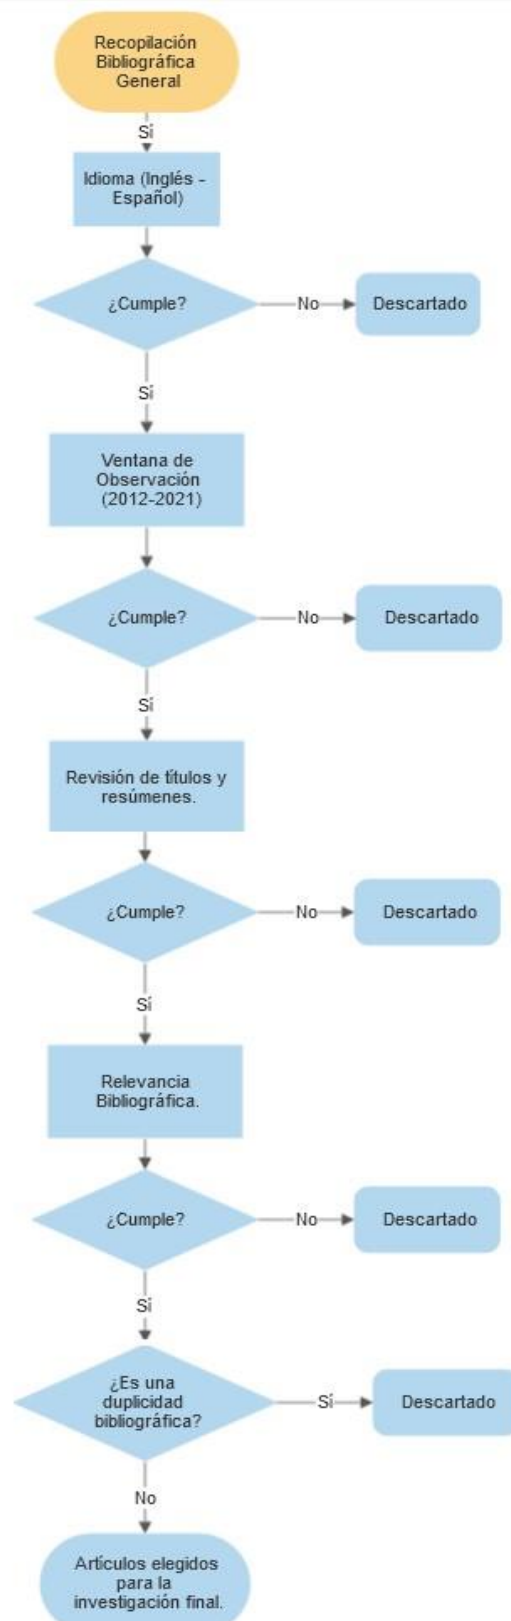 Recopilación
Bibliográfica
General
Sí
Idioma (Inglés -
Español)
¿Cumple?
No
Descartado
Sí
Ventana de
Observación
(2012-2021)
¿Cumple?
No
Descartado
Sí
Revisión de títulos y
resúmenes.
¿Cumple?
No
Descartado
Sí
Relevancia
Bibliográfica.
¿Cumple?
No
Descartado
Sí
¿Es una
duplicidad
bibliográfica?
Sí
Descartado
No
Artículos elegidos
para la
investigación final.